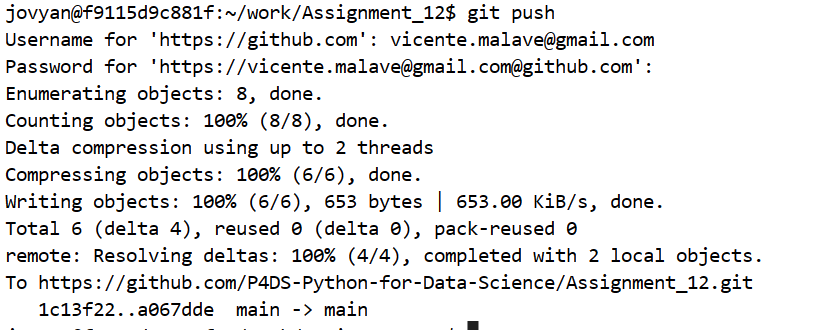 jovyan@f9115d9c881f:~/work/Assignment_12$ git push
Username for 'https://github.com': vicente.malave@gmail.com
Password for 'https://vicente.malave@gmail.com@github.com':
Enumerating objects: 8, done.
Counting objects: 100% (8/8), done.
Delta compression using up to 2 threads
Compressing objects: 100% (6/6), done.
Writing objects: 100% (6/6), 653 bytes | 653.00 KiB/s, done.
Total 6 (delta 4), reused 0 (delta 0), pack-reused 0
remote: Resolving deltas: 100% (4/4), completed with 2 local objects.
To https://github.com/P4DS-Python-for-Data-Science/Assignment_12.git
   1c13f22..a067dde  main -> main